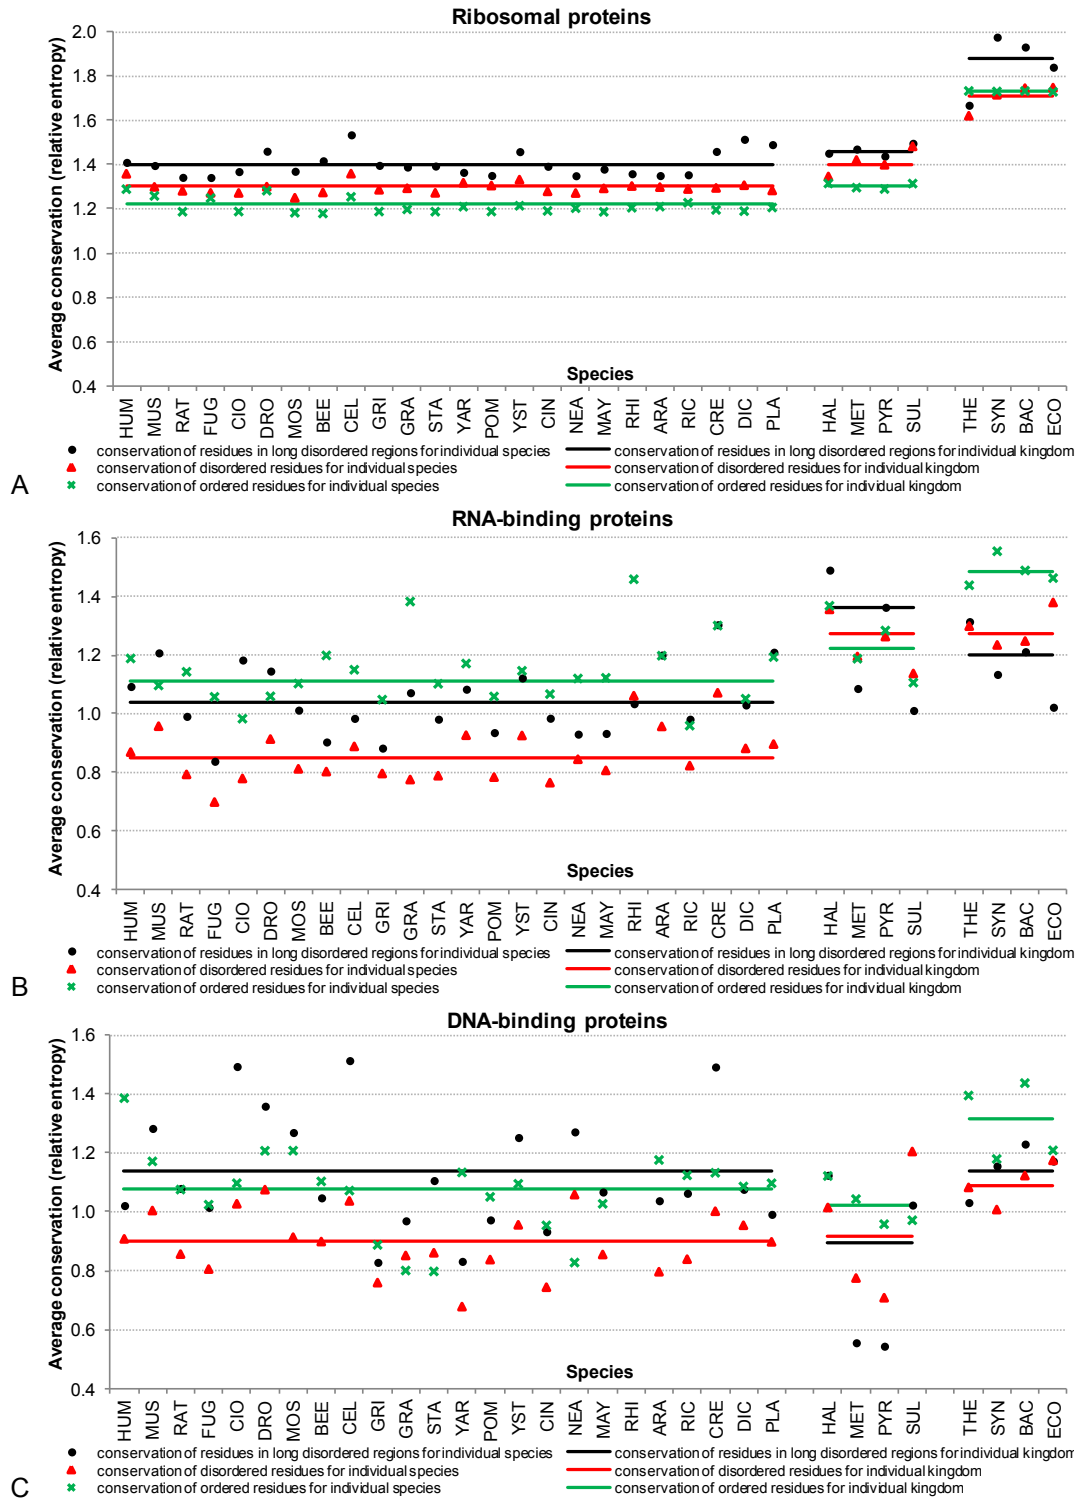 Ribosomal proteins
Average conservation (relative entropy)
2.0
1.8
1.6
1.4
1.2
1.0
0.8
0.6
0.4
Species
HUM MUS RAT FUG CIO DRO MOS BEE CEL GRI GRA STA YAR POM YST CIN NEA MAY RHI ARA RIC CRE DIC PLA HAL MET PYR SUL THE SYN BAC ECO
conservation of residues in long disordered regions for individual species
conservation of residues in long disordered regions for individual kingdom
conservation of disordered residues for individual species
conservation of disordered residues for individual kingdom
conservation of ordered residues for individual species
conservation of ordered residues for individual kingdom
A
RNA-binding proteins
Average conservation (relative entropy)
1.6
1.4
1.2
1.0
0.8
0.6
0.4
Species
HUM MUS RAT FUG CIO DRO MOS BEE CEL GRI GRA STA YAR POM YST CIN NEA MAY RHI ARA RIC CRE DIC PLA HAL MET PYR SUL THE SYN BAC ECO
conservation of residues in long disordered regions for individual species
conservation of residues in long disordered regions for individual kingdom
conservation of disordered residues for individual species
conservation of disordered residues for individual kingdom
conservation of ordered residues for individual species
conservation of ordered residues for individual kingdom
B
DNA-binding proteins
Average conservation (relative entropy)
1.6
1.4
1.2
1.0
0.8
0.6
0.4
Species
HUM MUS RAT FUG CIO DRO MOS BEE CEL GRI GRA STA YAR POM YST CIN NEA MAY RHI ARA RIC CRE DIC PLA HAL MET PYR SUL THE SYN BAC ECO
conservation of residues in long disordered regions for individual species
conservation of residues in long disordered regions for individual kingdom
conservation of disordered residues for individual species
conservation of disordered residues for individual kingdom
conservation of ordered residues for individual species
conservation of ordered residues for individual kingdom
C